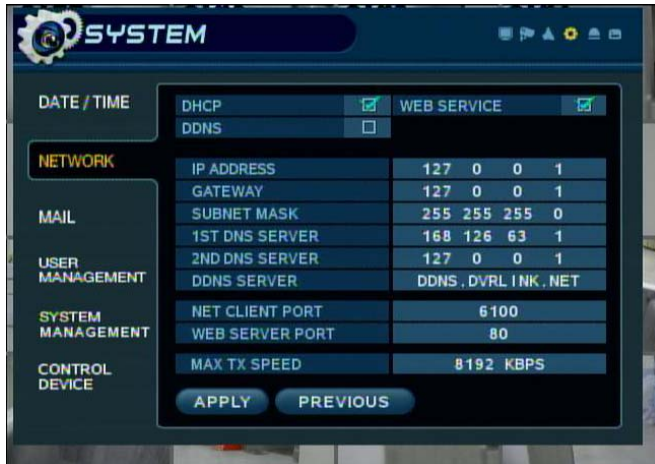 SYSTEM
DATE / TIME
NETWORK
MAIL
USER
MANAGEMENT
SYSTEM
MANAGEMENT
CONTROL
DEVICE
DHCP WEB SERVICE
DDNS
IP ADDRESS 127 0 0 1
GATEWAY 127 0 0 1
SUBNET MASK 255 255 255 0
1ST DNS SERVER 168 126 63 1
2ND DNS SERVER 127 0 0 1
DDNS SERVER DDNS.DVRLINK.NET
NET CLIENT PORT 6100
WEB SERVER PORT 80
MAX TX SPEED 8192 KBPS
APPLY PREVIOUS